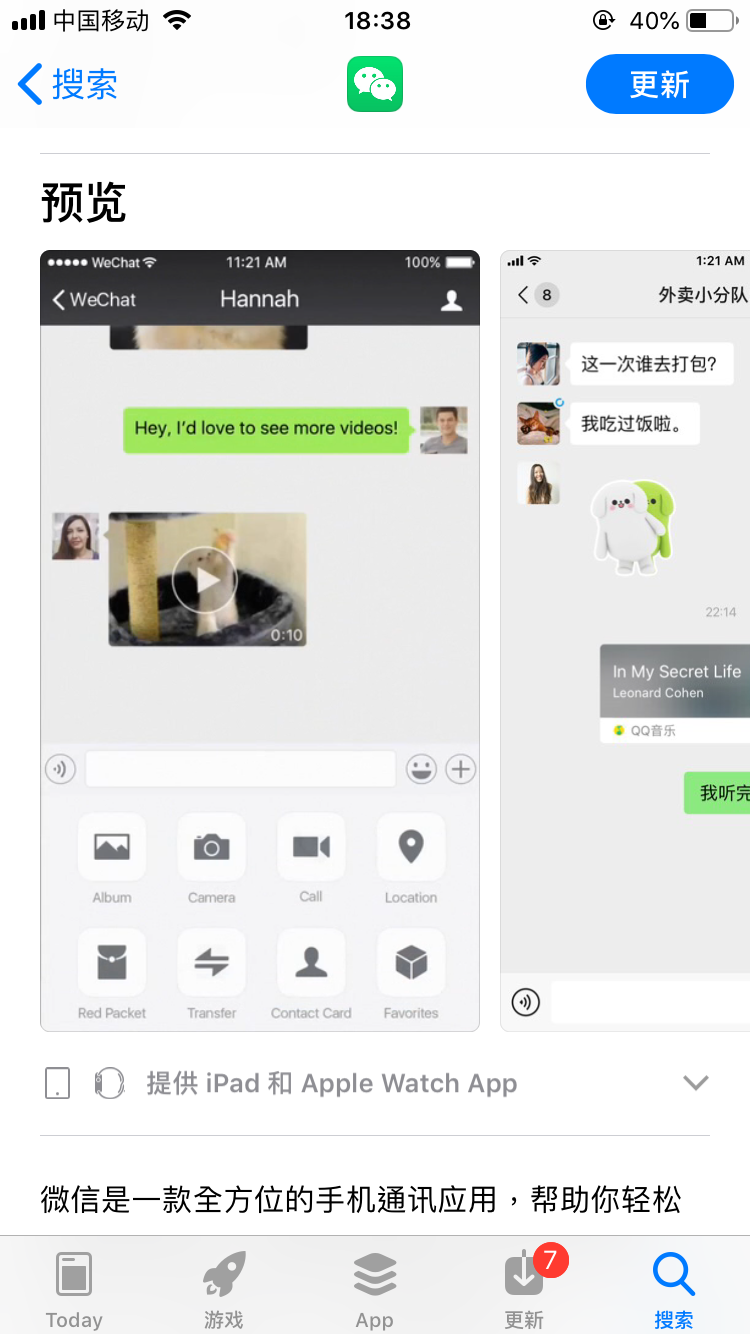 中国移动 18:38 40%
搜索 更新
预览
WeChat 11:21 AM 100%
WeChat Hannah
Hey, I'd love to see more videos!
0:10
Album Camera Call Location
Red Packet Transfer Contact Card Favorites
1:21 AM
8 外卖小分队
这一次谁去打包?
我吃过饭啦。
22:14
In My Secret Life
Leonard Cohen
QQ音乐
我听完
提供 iPad 和 Apple Watch App
微信是一款全方位的手机通讯应用，帮助你轻松
7
Today 游戏 App 更新 搜索